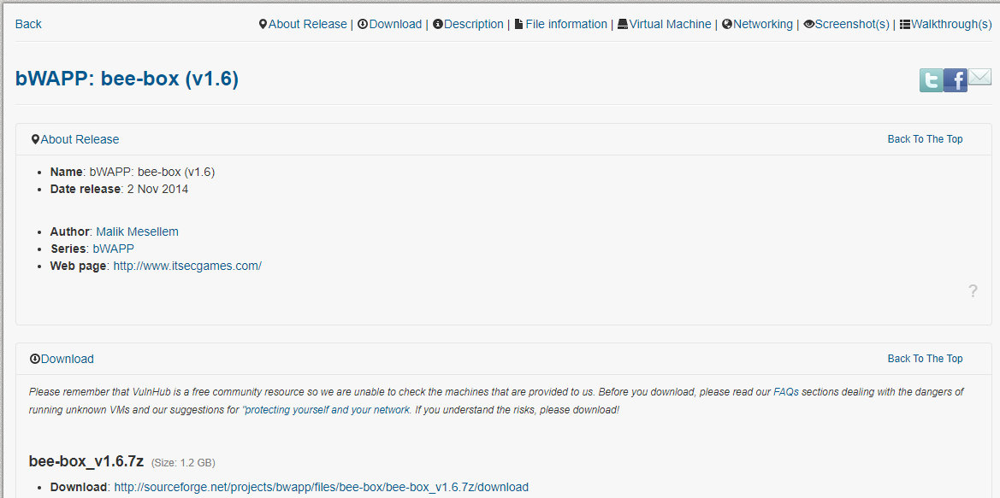 Back
About Release | Download | Description | File information | Virtual Machine | Networking | Screenshot(s) | Walkthrough(s)
bWAPP: bee-box (v1.6)
About Release
Back To The Top
Name: bWAPP: bee-box (v1.6)
Date release: 2 Nov 2014
Author: Malik Mesellem
Series: bWAPP
Web page: http://www.itsecgames.com/
?
Download
Back To The Top
Please remember that VulnHub is a free community resource so we are unable to check the machines that are provided to us. Before you download, please read our FAQs sections dealing with the dangers of
running unknown VMs and our suggestions for "protecting yourself and your network. If you understand the risks, please download!
bee-box_v1.6.7z (Size: 1.2 GB)
Download: http://sourceforge.net/projects/bwapp/files/bee-box/bee-box_v1.6.7z/download